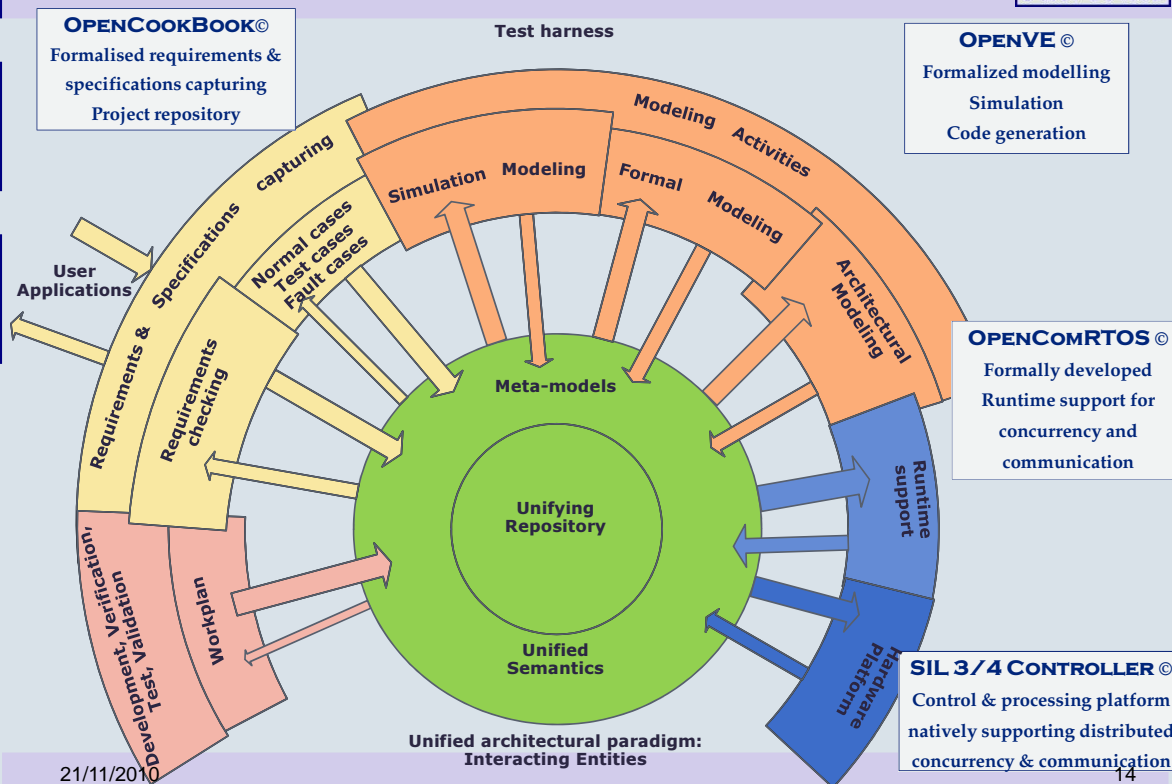 OpenCookBook©
Formalised requirements &
specifications capturing
Project repository
Test harness
OpenVE ©
Formalized modelling
Simulation
Code generation
Modeling Activities
Simulation Modeling
Formal Modeling
Architectural
Modeling
Requirements & Specifications capturing
Normal cases
Test cases
Fault cases
User
Applications
Requirements
checking
OpenComRTOS ©
Formally developed
Runtime support for
concurrency and
communication
Meta-models
Unifying
Repository
Unified
Semantics
Runtime
support
Development, Verification,
Test, Validation
Workplan
Hardware
Platform
SIL 3/4 Controller ©
Control & processing platform
natively supporting distributed
concurrency & communication
Unified architectural paradigm:
Interacting Entities
21/11/2010
14